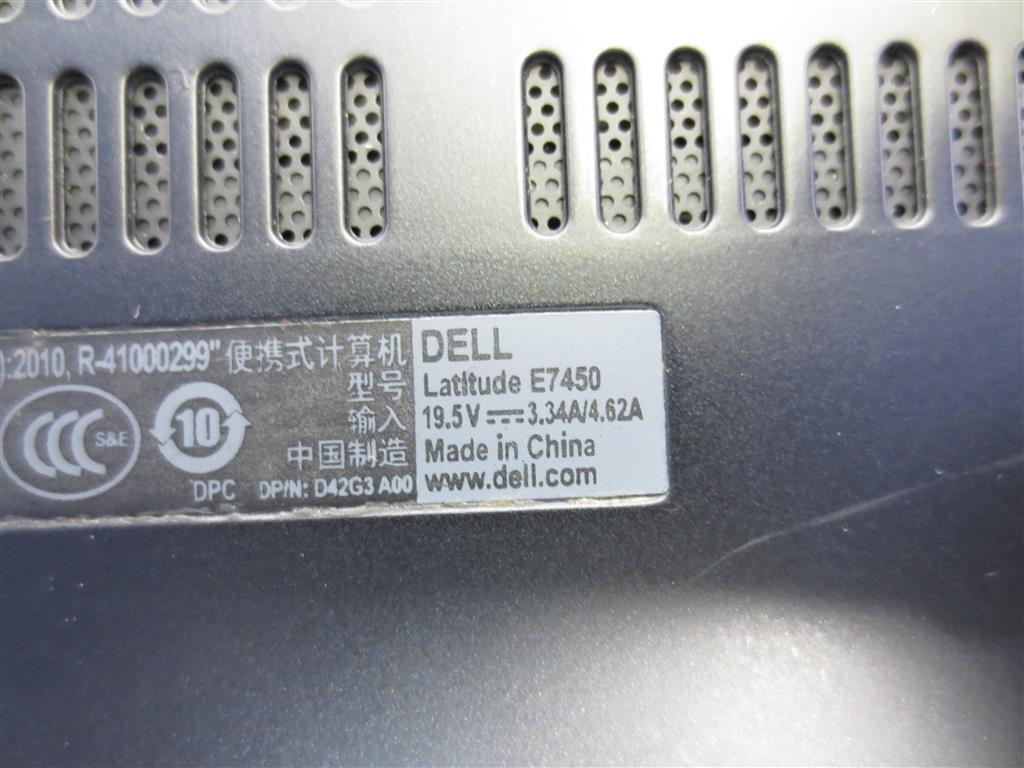 ):2010, R-41000299" 便携式计算机
型号
输入
中国制造
S&E
10
DPC DP/N: D42G3 A00
DELL
Latitude E7450
19.5V⎓3.34A/4.62A
Made in China
www.dell.com